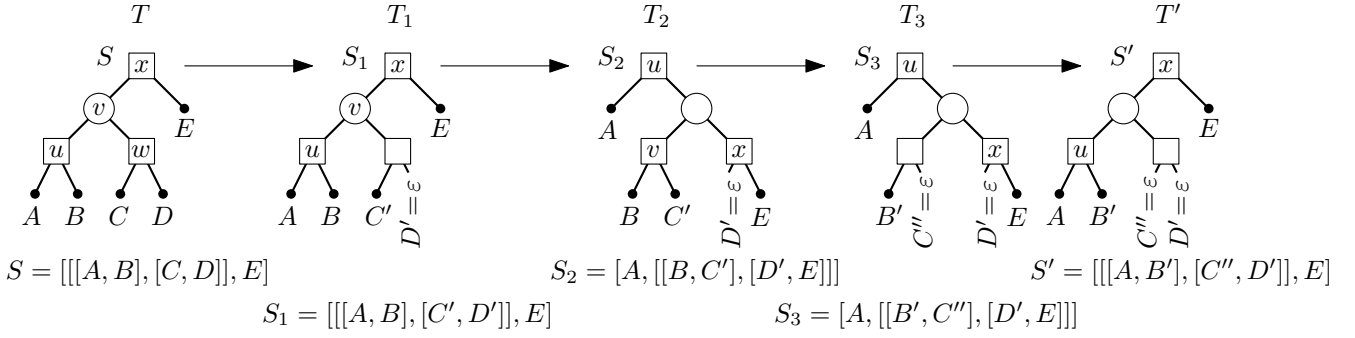 T T₁ T₂ T₃ T′
S x S₁ x S₂ u S₃ u S′ x
v E v E A A E
u w u v x x u
A B C D A B C′ D′ = ε B C′ D′ = ε E B′ C″ = ε D′ = ε E A B′ C″ = ε D′ = ε
S = [[[A, B], [C, D]], E] S₂ = [A, [[B, C′], [D′, E]]] S′ = [[[A, B′], [C″, D′]], E]
S₁ = [[[A, B], [C′, D′]], E] S₃ = [A, [[B′, C″], [D′, E]]]